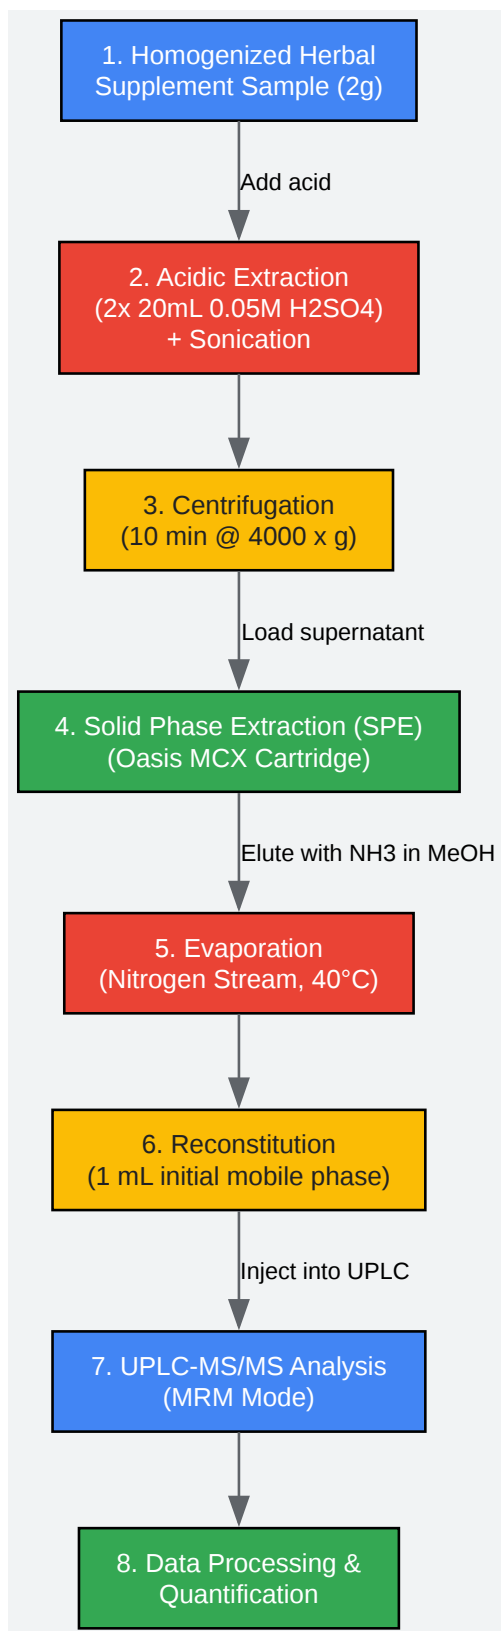 1. Homogenized Herbal
Supplement Sample (2g)
Add acid
2. Acidic Extraction
(2x 20mL 0.05M H2SO4)
+ Sonication
3. Centrifugation
(10 min @ 4000 x g)
Load supernatant
4. Solid Phase Extraction (SPE)
(Oasis MCX Cartridge)
Elute with NH3 in MeOH
5. Evaporation
(Nitrogen Stream, 40°C)
6. Reconstitution
(1 mL initial mobile phase)
Inject into UPLC
7. UPLC-MS/MS Analysis
(MRM Mode)
8. Data Processing &
Quantification